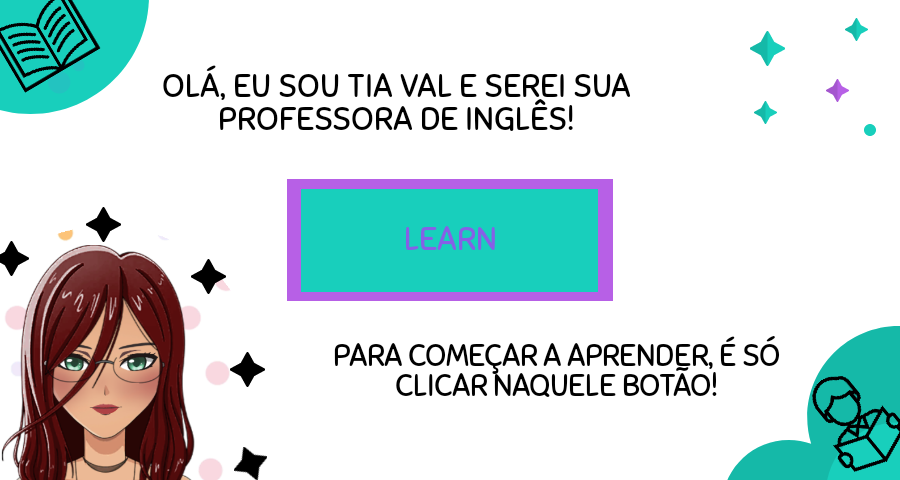 OLÁ, EU SOU TIA VAL E SEREI SUA
PROFESSORA DE INGLÊS!
LEARN
PARA COMEÇAR A APRENDER, É SÓ
CLICAR NAQUELE BOTÃO!